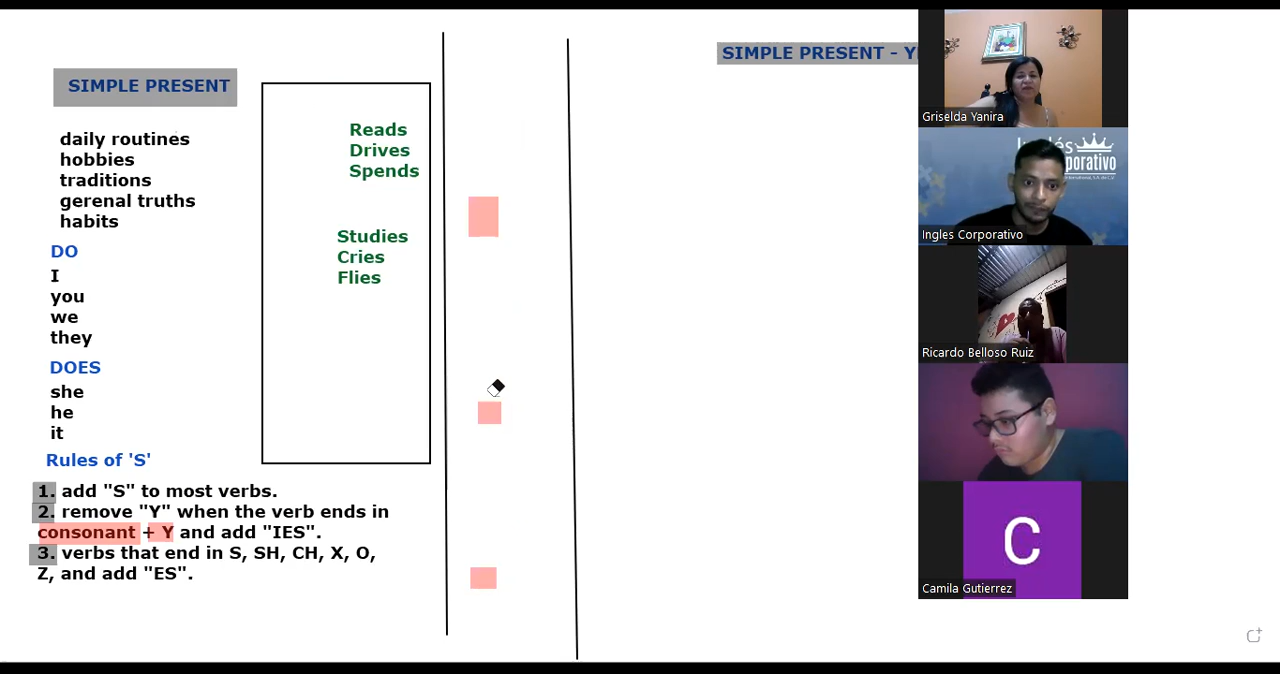 SIMPLE PRESENT
daily routines
hobbies
traditions
gerenal truths
habits
DO
I
you
we
they
DOES
she
he
it
Rules of 'S'
1. add "S" to most verbs.
2. remove "Y" when the verb ends in
consonant + Y and add "IES".
3. verbs that end in S, SH, CH, X, O,
Z, and add "ES".
Reads
Drives
Spends
Studies
Cries
Flies
SIMPLE PRESENT - Y
Griselda Yanira
Inglés
Corporativo
Ingles Corporativo
Ricardo Belloso Ruiz
C
Camila Gutierrez